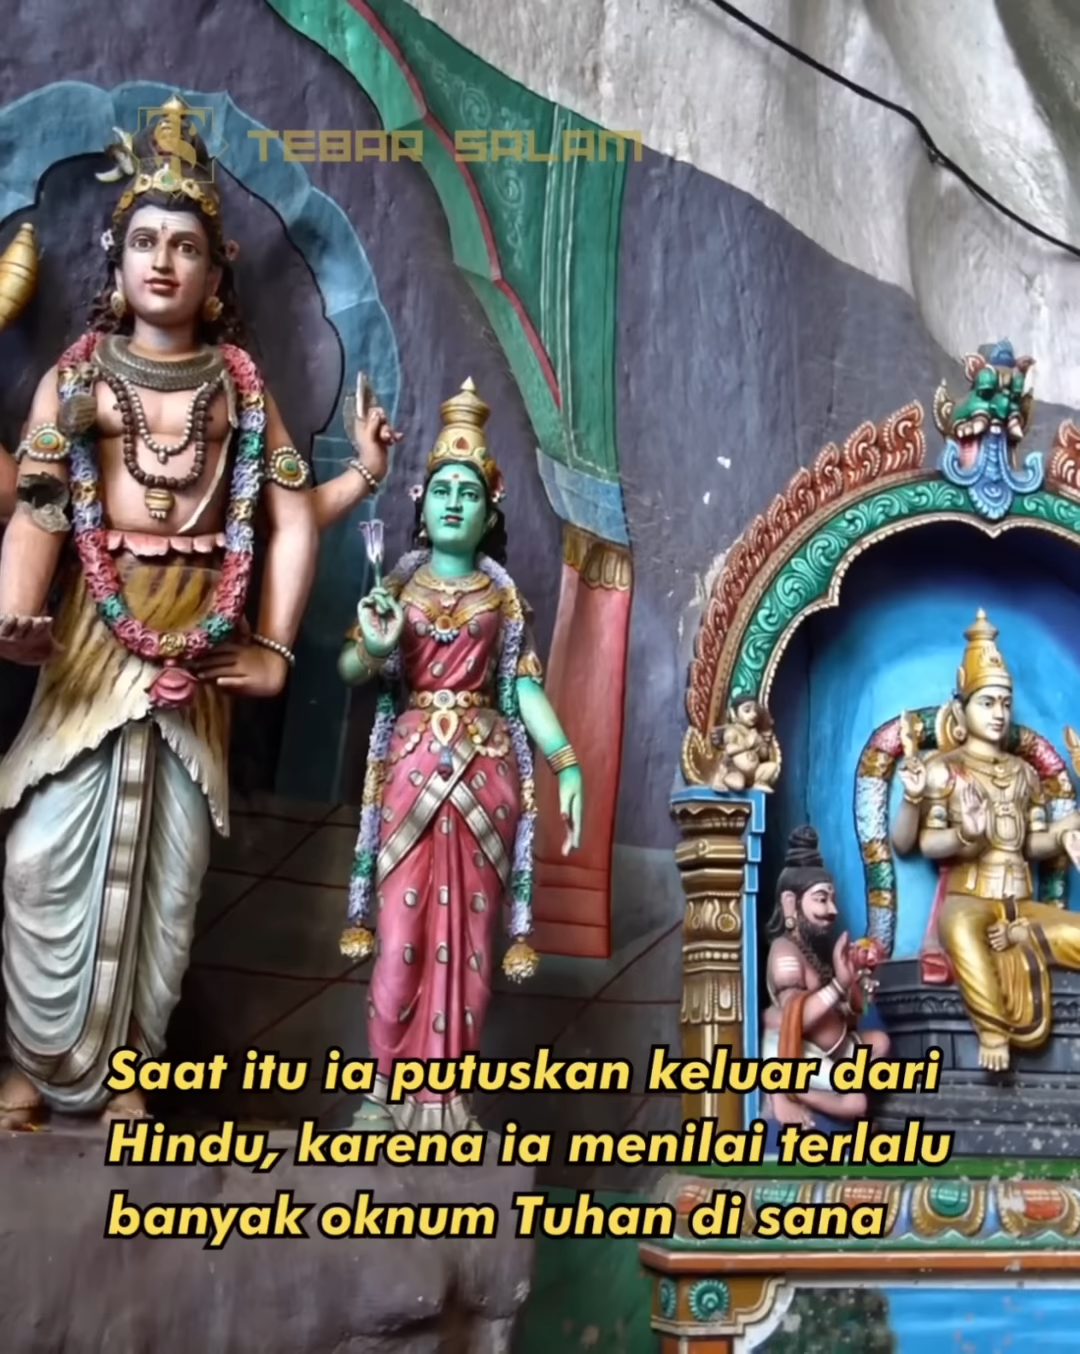 TEBAR SALAM
Saat itu ia putuskan keluar dari
Hindu, karena ia menilai terlalu
banyak oknum Tuhan di sana